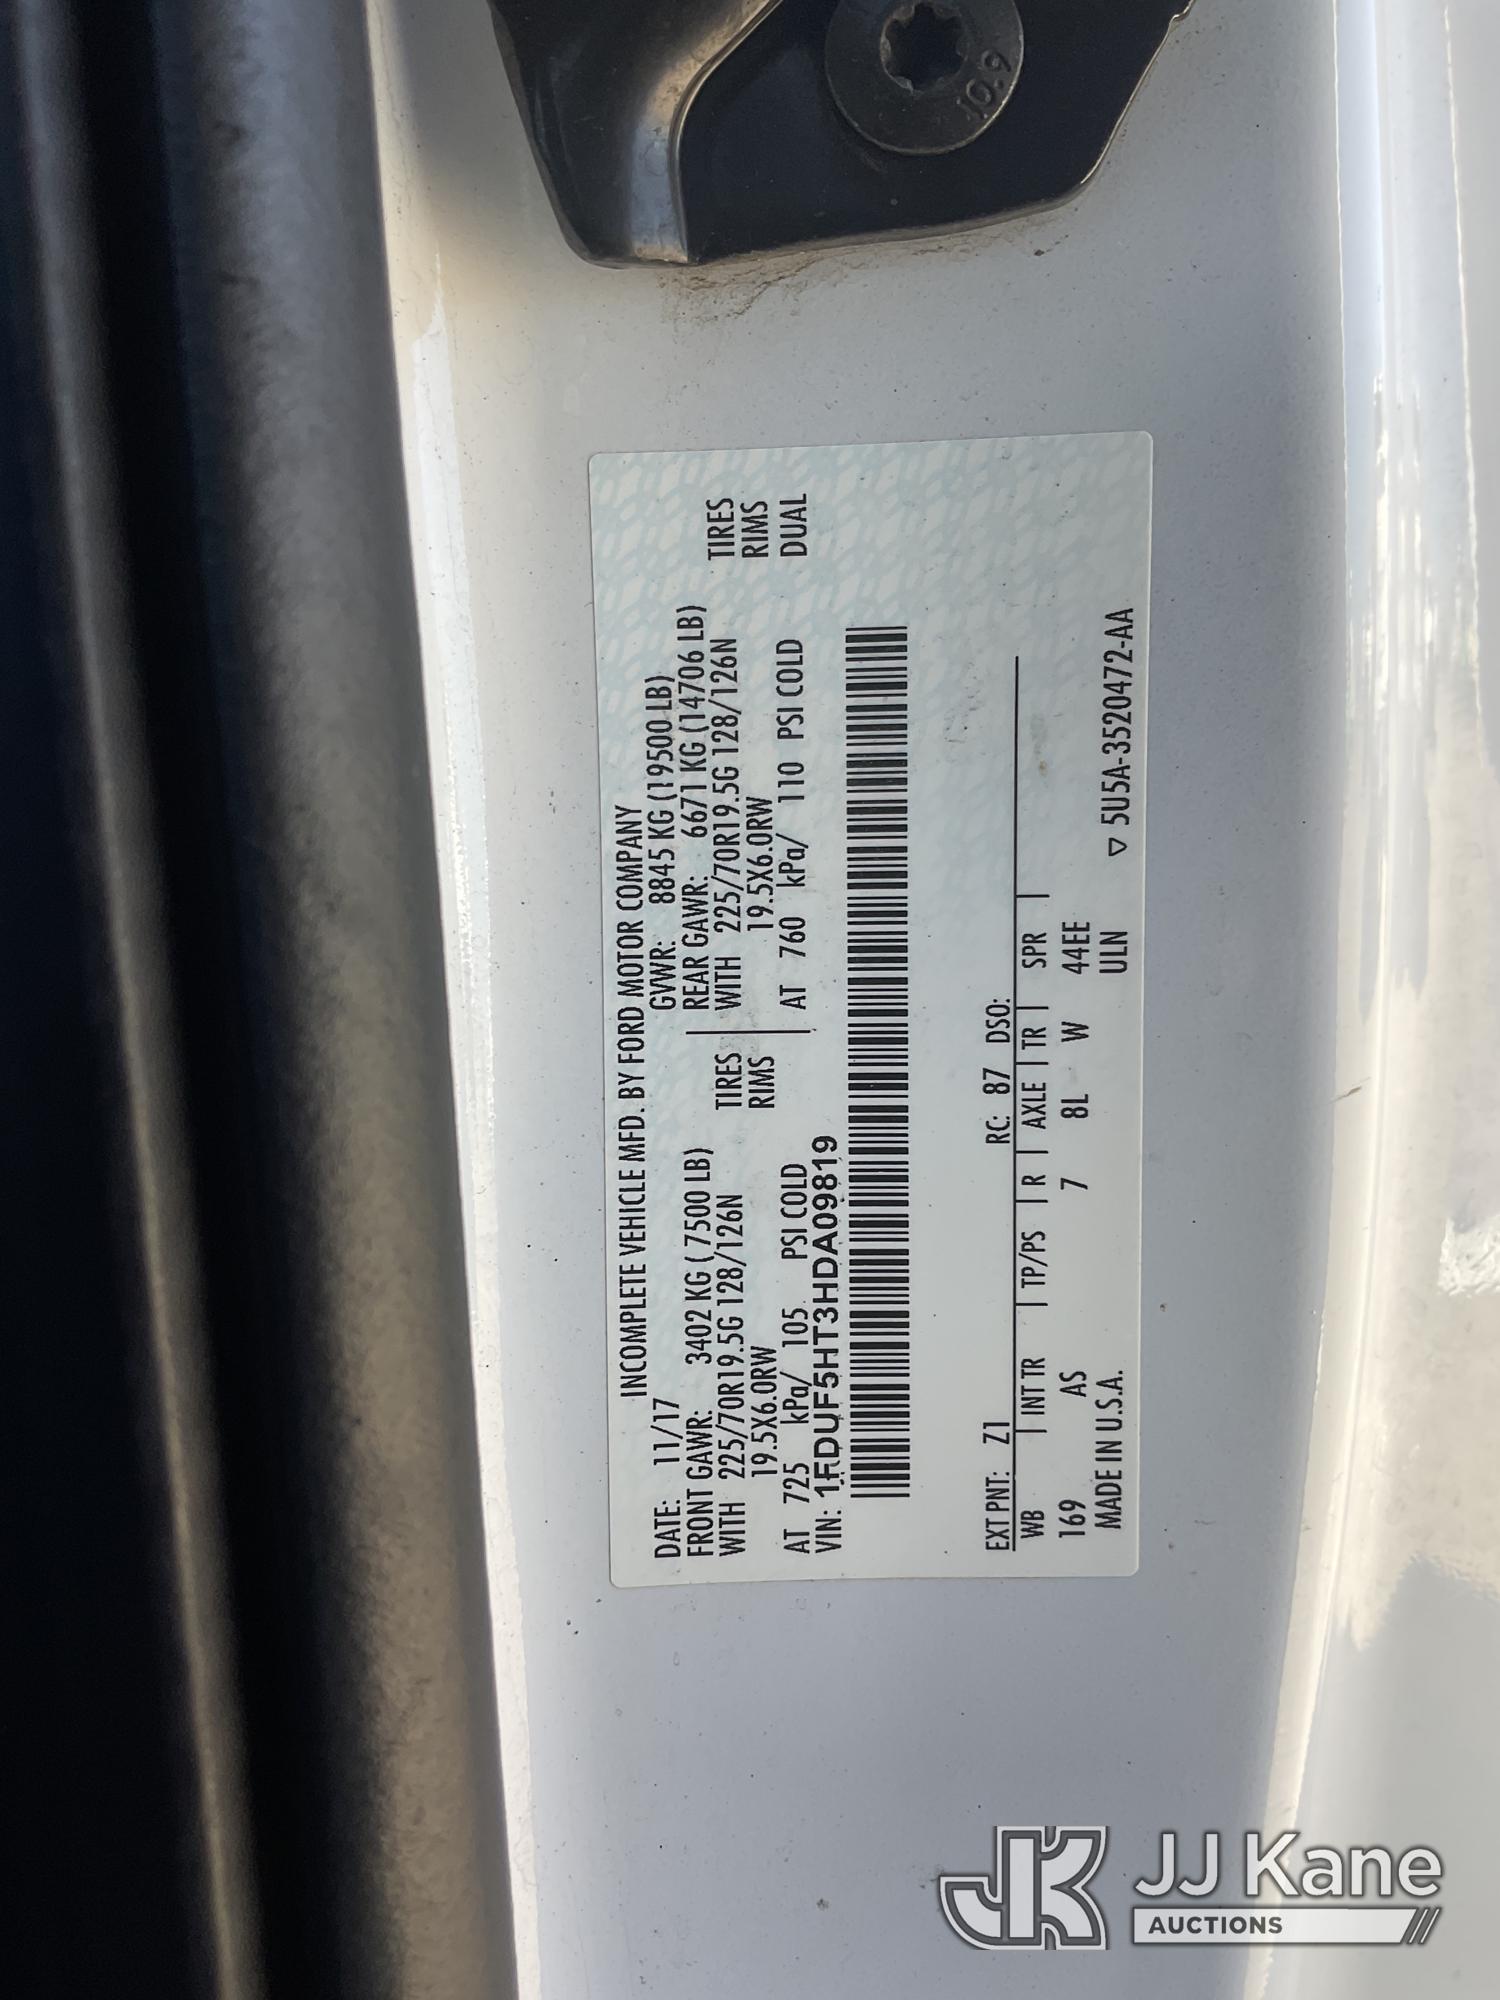 10.9
INCOMPLETE VEHICLE MFD. BY FORD MOTOR COMPANY
DATE: 11/17 GVWR: 8845 KG (19500 LB)
FRONT GAWR: 3402 KG ( 7500 LB) REAR GAWR: 6671 KG (14706 LB)
WITH 225/70R19.5G 128/126N TIRES WITH 225/70R19.5G 128/126N TIRES
19.5X6.0RW RIMS 19.5X6.0RW RIMS
AT 725 kPa/ 105 PSI COLD AT 760 kPa/ 110 PSI COLD DUAL
VIN: 1FDUF5HT3HDA09819
EXT PNT: Z1 RC: 87 DSO:
WB | INT TR | TP/PS | R | AXLE | TR | SPR |
169 AS 7 8L W 44EE
MADE IN U.S.A. ULN ▽ 5U5A-3520472-AA
JK JJ Kane
AUCTIONS